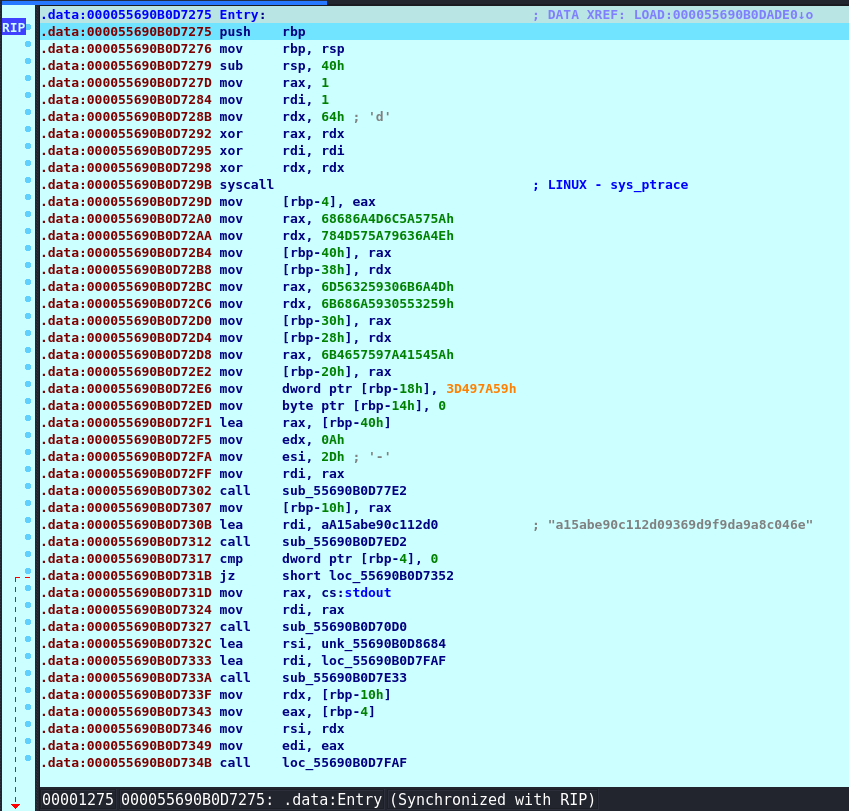 .data:000055690B0D7275 Entry: ; DATA XREF: LOAD:000055690B0DADE0↓o
RIP
.data:000055690B0D7275 push rbp
.data:000055690B0D7276 mov rbp, rsp
.data:000055690B0D7279 sub rsp, 40h
.data:000055690B0D727D mov rax, 1
.data:000055690B0D7284 mov rdi, 1
.data:000055690B0D728B mov rdx, 64h ; 'd'
.data:000055690B0D7292 xor rax, rdx
.data:000055690B0D7295 xor rdi, rdi
.data:000055690B0D7298 xor rdx, rdx
.data:000055690B0D729B syscall ; LINUX - sys_ptrace
.data:000055690B0D729D mov [rbp-4], eax
.data:000055690B0D72A0 mov rax, 68686A4D6C5A575Ah
.data:000055690B0D72AA mov rdx, 784D575A79636A4Eh
.data:000055690B0D72B4 mov [rbp-40h], rax
.data:000055690B0D72B8 mov [rbp-38h], rdx
.data:000055690B0D72BC mov rax, 6D563259306B6A4Dh
.data:000055690B0D72C6 mov rdx, 6B686A5930553259h
.data:000055690B0D72D0 mov [rbp-30h], rax
.data:000055690B0D72D4 mov [rbp-28h], rdx
.data:000055690B0D72D8 mov rax, 6B4657597A41545Ah
.data:000055690B0D72E2 mov [rbp-20h], rax
.data:000055690B0D72E6 mov dword ptr [rbp-18h], 3D497A59h
.data:000055690B0D72ED mov byte ptr [rbp-14h], 0
.data:000055690B0D72F1 lea rax, [rbp-40h]
.data:000055690B0D72F5 mov edx, 0Ah
.data:000055690B0D72FA mov esi, 2Dh ; '-'
.data:000055690B0D72FF mov rdi, rax
.data:000055690B0D7302 call sub_55690B0D77E2
.data:000055690B0D7307 mov [rbp-10h], rax
.data:000055690B0D730B lea rdi, aA15abe90c112d0 ; "a15abe90c112d09369d9f9da9a8c046e"
.data:000055690B0D7312 call sub_55690B0D7ED2
.data:000055690B0D7317 cmp dword ptr [rbp-4], 0
.data:000055690B0D731B jz short loc_55690B0D7352
.data:000055690B0D731D mov rax, cs:stdout
.data:000055690B0D7324 mov rdi, rax
.data:000055690B0D7327 call sub_55690B0D70D0
.data:000055690B0D732C lea rsi, unk_55690B0D8684
.data:000055690B0D7333 lea rdi, loc_55690B0D7FAF
.data:000055690B0D733A call sub_55690B0D7E33
.data:000055690B0D733F mov rdx, [rbp-10h]
.data:000055690B0D7343 mov eax, [rbp-4]
.data:000055690B0D7346 mov rsi, rdx
.data:000055690B0D7349 mov edi, eax
.data:000055690B0D734B call loc_55690B0D7FAF
00001275 000055690B0D7275: .data:Entry (Synchronized with RIP)